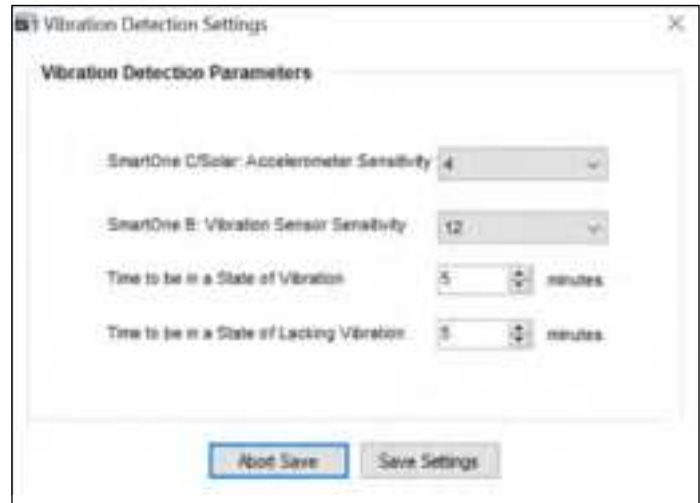 Vibration Detection Settings
Vibration Detection Parameters
SmartOne C/Solar: Accelerometer Sensitivity 4
SmartOne B: Vibration Sensor Sensitivity 12
Time to be in a State of Vibration 5 minutes
Time to be in a State of Lacking Vibration 5 minutes
Abort Save Save Settings